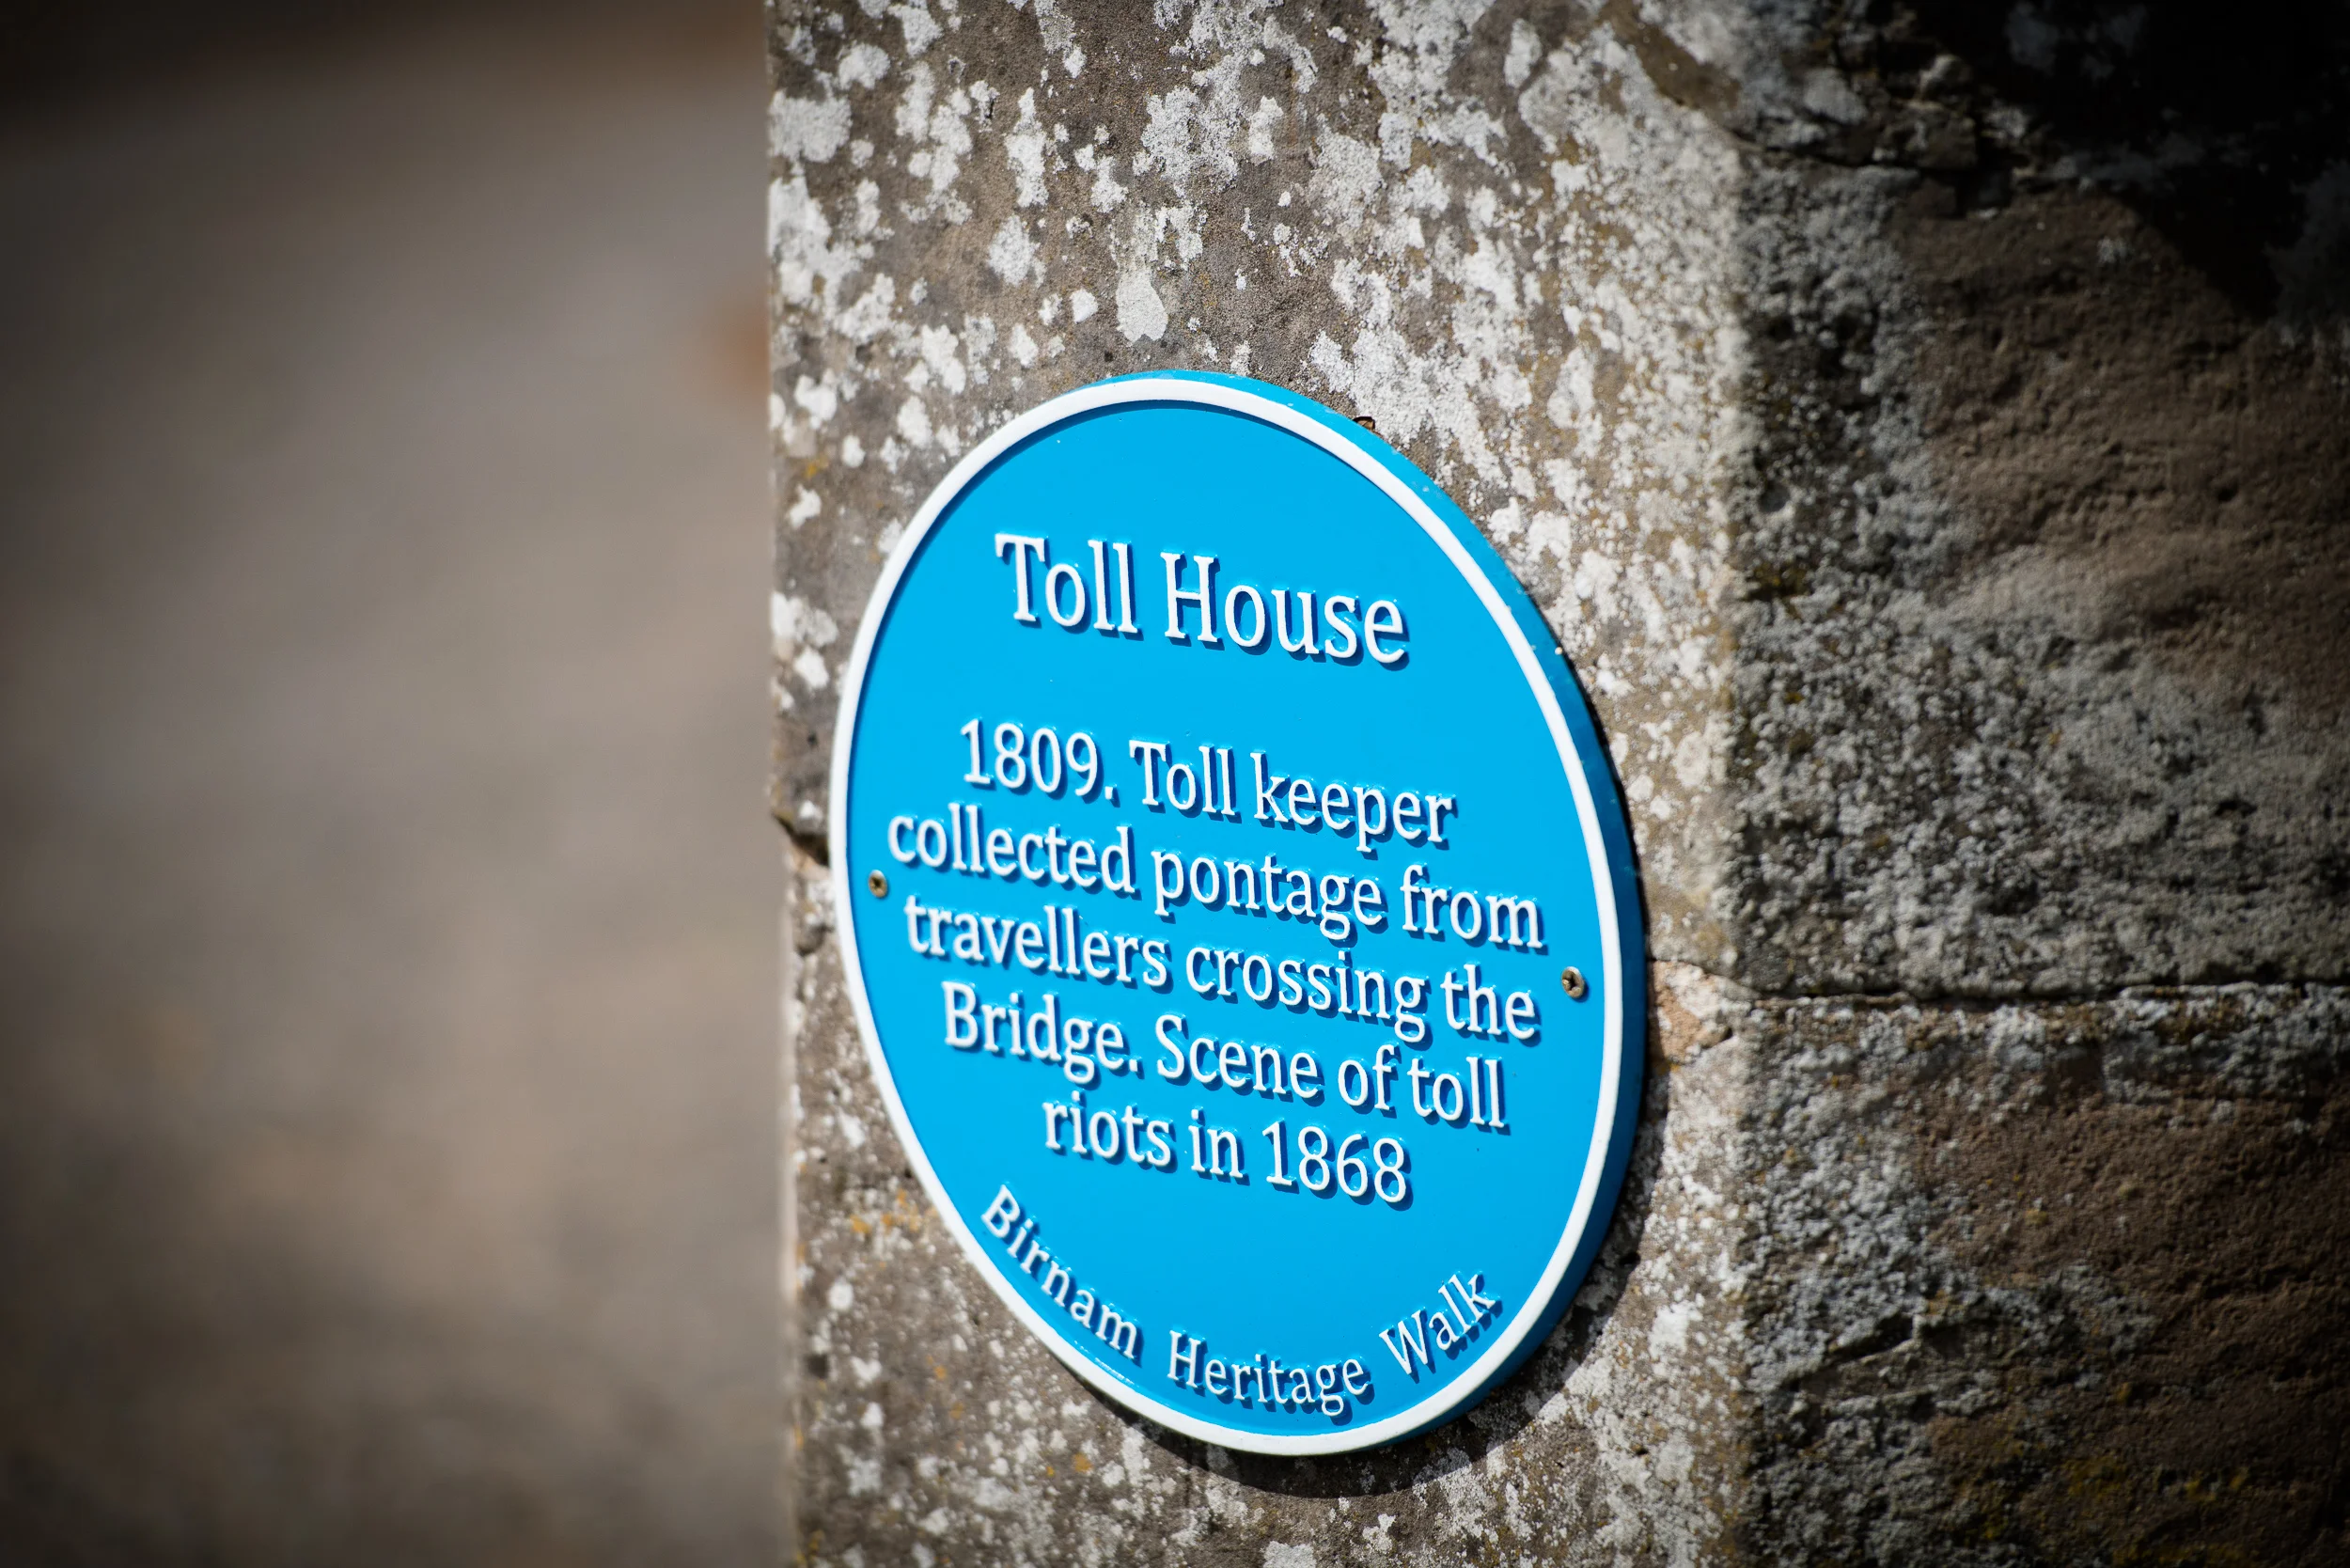 Toll House
1809. Toll keeper
collected pontage from
travellers crossing the
Bridge. Scene of toll
riots in 1868
Birnam Heritage Walk